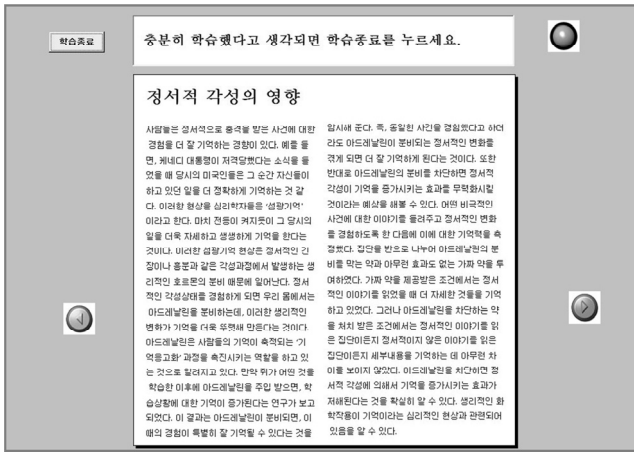 학습종료
충분히 학습했다고 생각되면 학습종료를 누르세요.
정서적 각성의 영향
사람들은 정서적으로 충격을 받은 사건에 대한
경험을 더 잘 기억하는 경향이 있다. 예를 들
면, 케네디 대통령이 저격당했다는 소식을 들
었을 때 당시의 미국인들은 그 순간 자신들이
하고 있던 일을 더 정확하게 기억하는 것 같
다. 이러한 현상을 심리학자들은 '섬광기억'
이라고 한다. 마치 전등이 켜지듯이 그 당시의
일을 더욱 자세하고 생생하게 기억을 한다는
것이다. 이러한 섬광기억 현상은 정서적인 긴
장이나 흥분과 같은 각성과정에서 발생하는 생
리적인 호르몬의 분비 때문에 일어난다. 정서
적인 각성상태를 경험하게 되면 우리 몸에서는
아드레날린을 분비하는데, 이러한 생리적인
변화가 기억을 더욱 뚜렷해 만든다는 것이다.
아드레날린은 사람들의 기억이 축적되는 '기
억응고화' 과정을 촉진시키는 역할을 하고 있
는 것으로 알려지고 있다. 만약 쥐가 어떤 것을
학습한 이후에 아드레날린을 주입 받으면, 학
습상황에 대한 기억이 증가된다는 연구가 보고
되었다. 이 결과는 아드레날린이 분비되면, 이
때의 경험이 특별히 잘 기억될 수 있다는 것을
암시해 준다. 즉, 동일한 사건을 경험했다고 하더
라도 아드레날린이 분비되는 정서적인 변화를
겪게 되면 더 잘 기억하게 된다는 것이다. 또한
반대로 아드레날린의 분비를 차단하면 정서적
각성이 기억을 증가시키는 효과를 무력화시킬
것이라는 예상을 해볼 수 있다. 어떤 비극적인
사건에 대한 이야기를 들려주고 정서적인 변화
를 경험하도록 한 다음에 이에 대한 기억력을 측
정했다. 집단을 반으로 나누어 아드레날린의 분
비를 막는 약과 아무런 효과도 없는 가짜 약을 투
여하였다. 가짜 약을 제공받은 조건에서는 정서
적인 이야기를 읽었을 때 더 자세한 것들을 기억
하고 있었다. 그러나 아드레날린을 차단하는 약
을 처치 받은 조건에서는 정서적인 이야기를 읽
은 집단이든지 정서적이지 않은 이야기를 읽은
집단이든지 세부내용을 기억하는 데 아무런 차
이를 보이지 않았다. 아드레날린을 차단하면 정
서적 각성에 의해서 기억을 증가시키는 효과가
저해된다는 것을 확실히 알 수 있다. 생리적인 화
학작용이 기억이라는 심리적인 현상과 관련되어
있음을 알 수 있다.